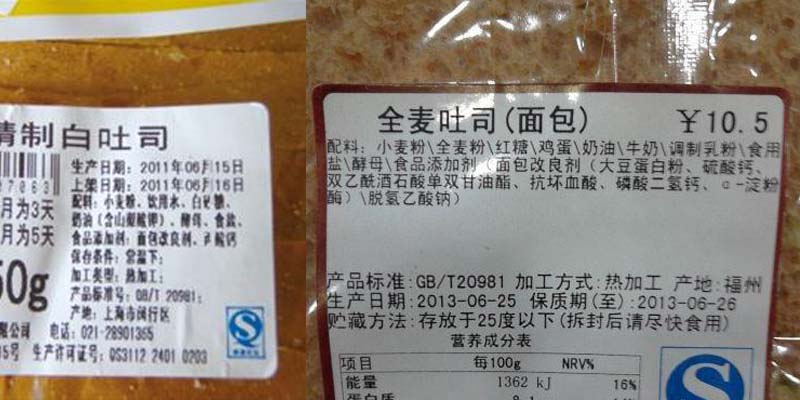 精制白吐司
7063
生产日期: 2011年06月15日
上架日期: 2011年06月16日
月为3天
月为5天
配料: 小麦粉、饮用水、白砂糖、
奶油(含山梨酸钾)、酵母、食盐、
食品添加剂: 面包改良剂、丙酸钙
保存条件: 常温下:
加工类型: 热加工:
产品标准号: GB/T 20981:
产地: 上海市闵行区
50g
限公司 电话: 021-28901365
15号 生产许可证号: QS3112 2401 0203
全麦吐司(面包) ￥10.5
配料: 小麦粉\全麦粉\红糖\鸡蛋\奶油\牛奶\调制乳粉\食用
盐\酵母\食品添加剂 (面包改良剂 (大豆蛋白粉、硫酸钙、
双乙酰酒石酸单双甘油酯、抗坏血酸、磷酸二氢钙、α-淀粉
酶)\脱氢乙酸钠)
产品标准:GB/T20981 加工方式:热加工 产地:福州
生产日期:2013-06-25 保质期(至):2013-06-26
贮藏方法:存放于25度以下(拆封后请尽快食用)
营养成分表
项目 每100g NRV%
能量 1362 kJ 16%
蛋白质